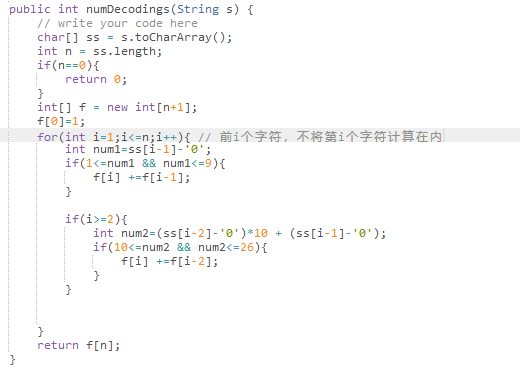 public int numDecodings(String s) {
// write your code here
char[] ss = s.toCharArray();
int n = ss.length;
if(n==0){
return 0;
}
int[] f = new int[n+1];
f[0]=1;
for(int i=1;i<=n;i++){ // 前i个字符，不将第i个字符计算在内
int num1=ss[i-1]-'0';
if(1<=num1 && num1<=9){
f[i] +=f[i-1];
}
if(i>=2){
int num2=(ss[i-2]-'0')*10 + (ss[i-1]-'0');
if(10<=num2 && num2<=26){
f[i] +=f[i-2];
}
}
}
return f[n];
}